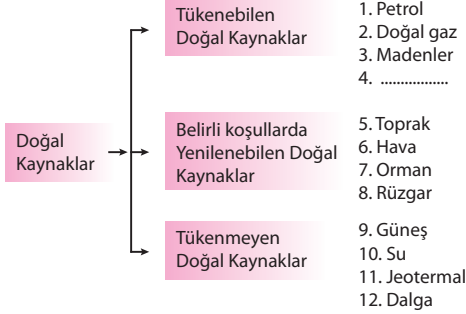 Doğal
Kaynaklar
Tükenebilen
Doğal Kaynaklar
1. Petrol
2. Doğal gaz
3. Madenler
4. .................
Belirli koşullarda
Yenilenebilen Doğal
Kaynaklar
5. Toprak
6. Hava
7. Orman
8. Rüzgar
Tükenmeyen
Doğal Kaynaklar
9. Güneş
10. Su
11. Jeotermal
12. Dalga